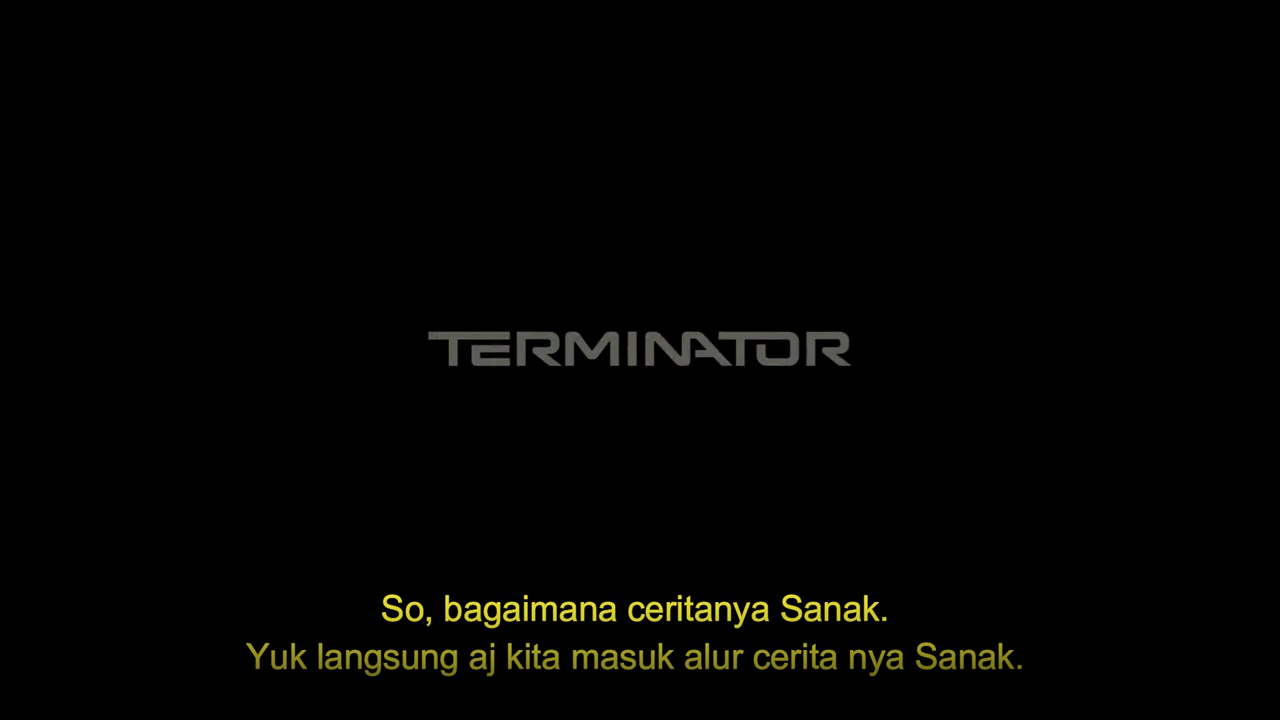 TERMINATOR
So, bagaimana ceritanya Sanak.
Yuk langsung aj kita masuk alur cerita nya Sanak.